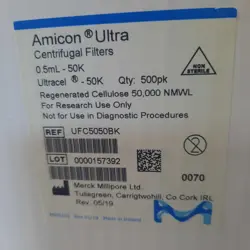 Amicon® Ultra
Centrifugal Filters
0.5mL - 50K
Ultracel® - 50K Qty: 500pk
Regenerated Cellulose 50,000 NMWL
For Research Use Only
Not for Use in Diagnostic Procedures
NON
STERILE
REF UFC5050BK
LOT 0000157392
0070
Merck Millipore Ltd
Tullagreen, Carrigtwohill, Co Cork IRL
Rev. 05/19